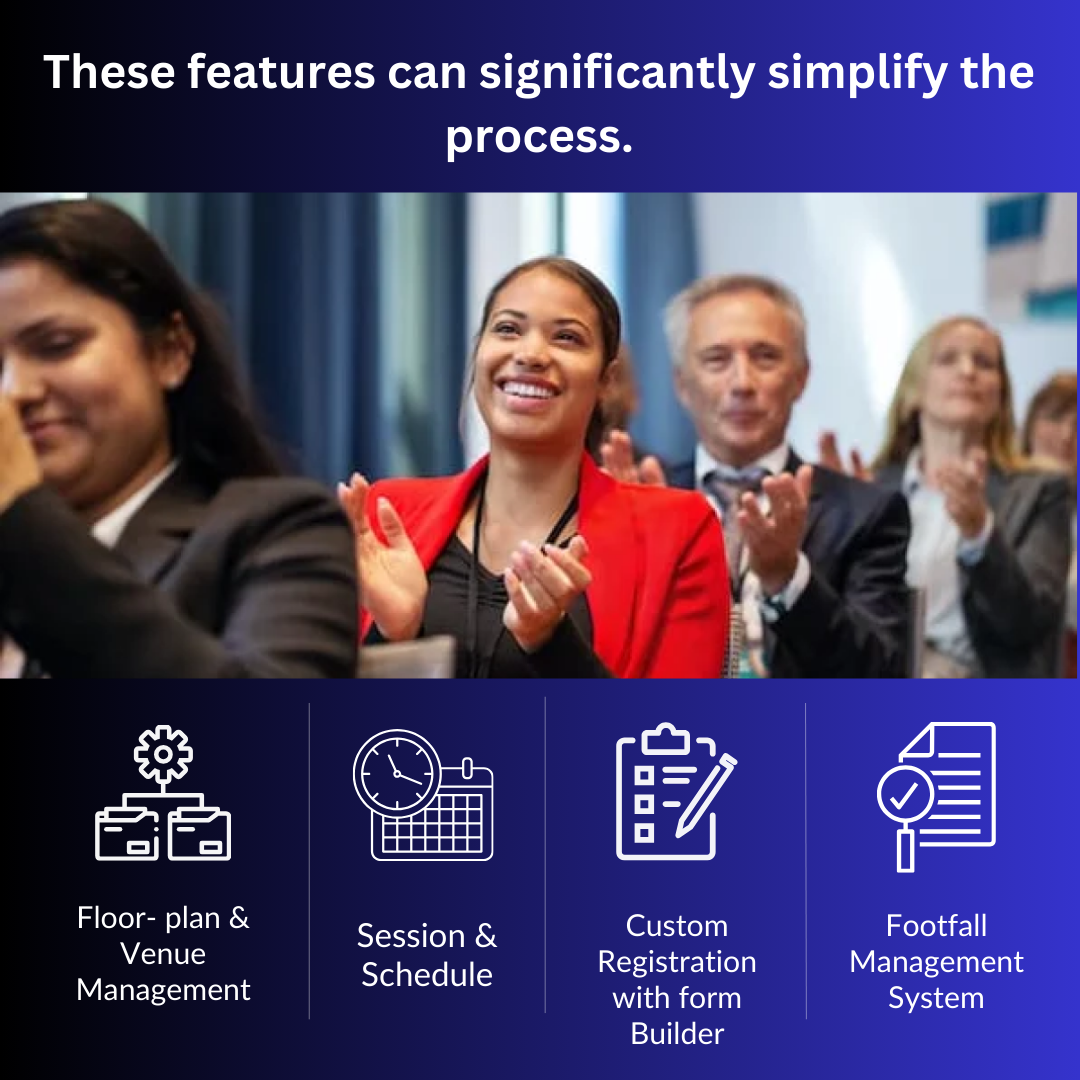 These features can significantly simplify the
process.
Floor- plan &
Venue
Management
Session &
Schedule
Custom
Registration
with form
Builder
Footfall
Management
System